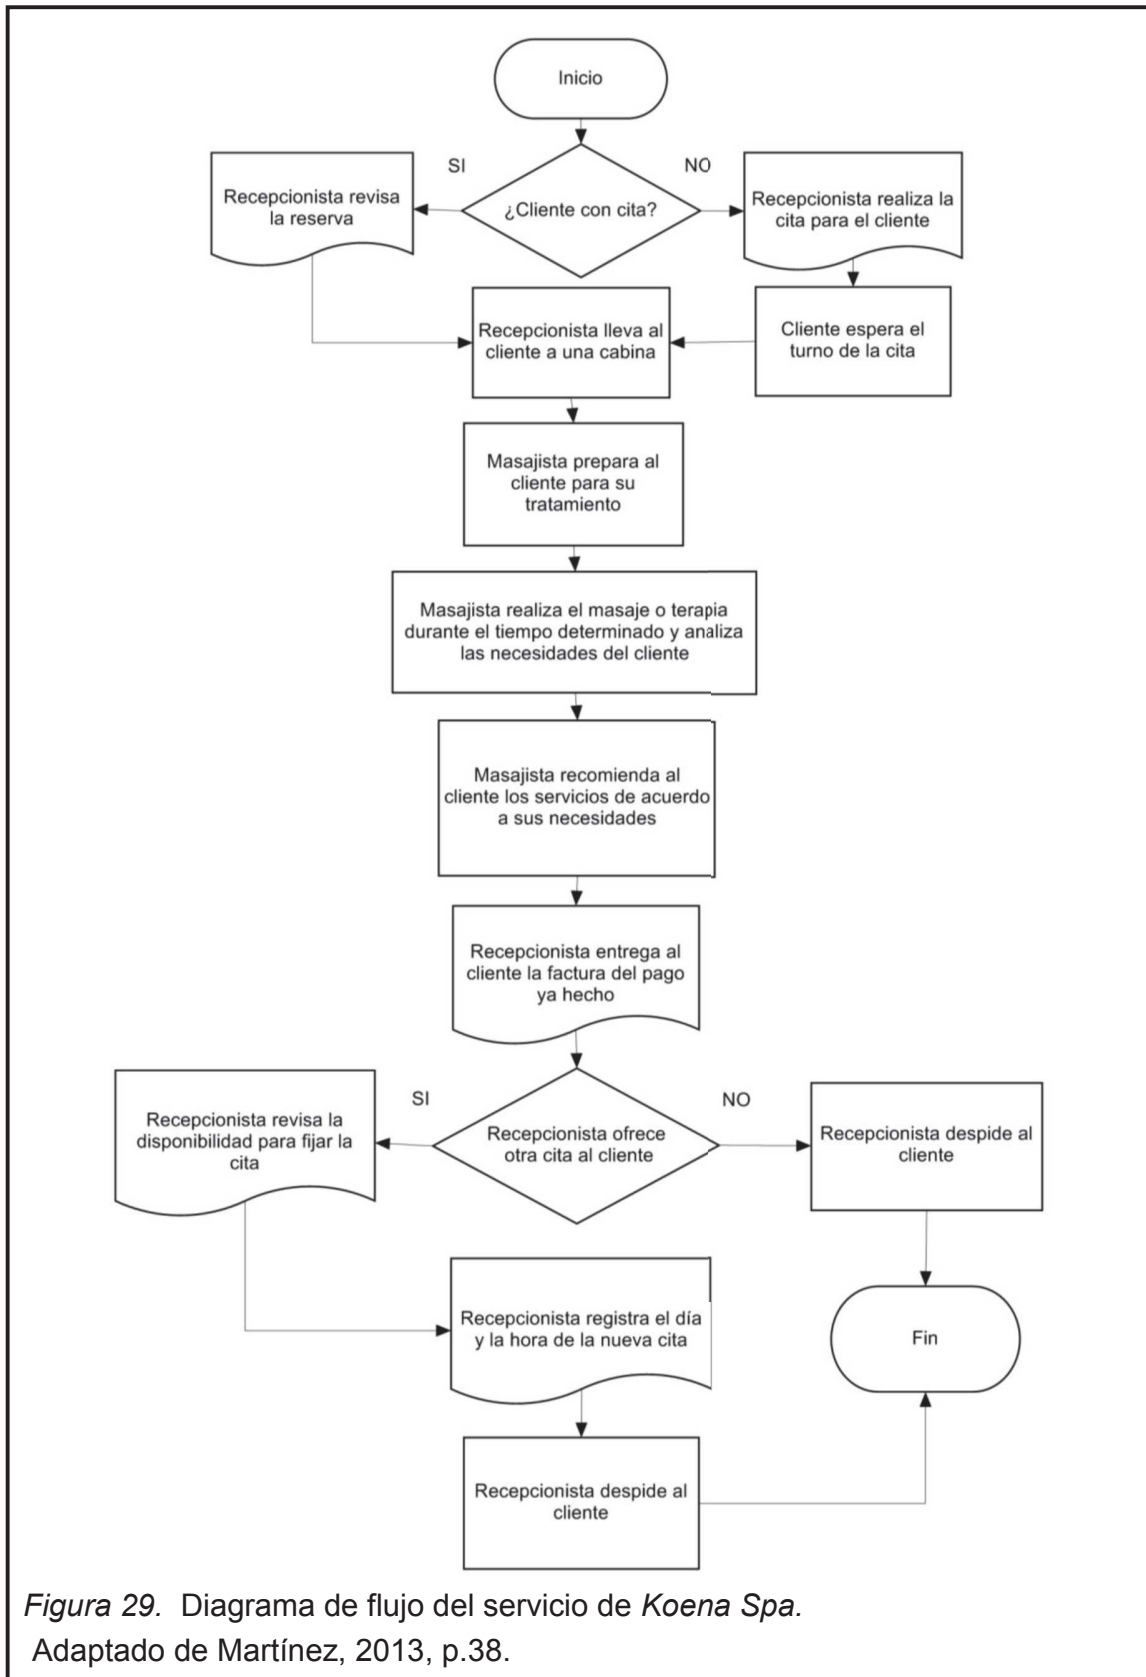 Inicio
SI
NO
¿Cliente con cita?
Recepcionista revisa
la reserva
Recepcionista realiza la
cita para el cliente
Recepcionista lleva al
cliente a una cabina
Cliente espera el
turno de la cita
Masajista prepara al
cliente para su
tratamiento
Masajista realiza el masaje o terapia
durante el tiempo determinado y analiza
las necesidades del cliente
Masajista recomienda al
cliente los servicios de acuerdo
a sus necesidades
Recepcionista entrega al
cliente la factura del pago
ya hecho
SI
NO
Recepcionista revisa la
disponibilidad para fijar la
cita
Recepcionista ofrece
otra cita al cliente
Recepcionista despide al
cliente
Recepcionista registra el día
y la hora de la nueva cita
Fin
Recepcionista despide al
cliente
Figura 29. Diagrama de flujo del servicio de Koena Spa.
Adaptado de Martínez, 2013, p.38.